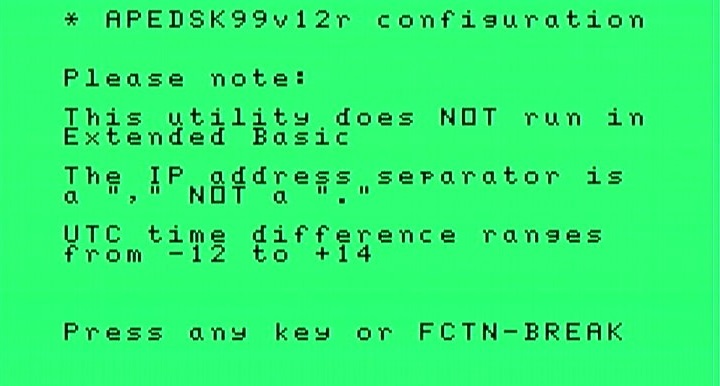 * APEDSK99v12r configuration
Please note:
This utility does NOT run in
Extended Basic
The IP address separator is
a "," NOT a "."
UTC time difference ranges
from -12 to +14
Press any key or FCTN-BREAK